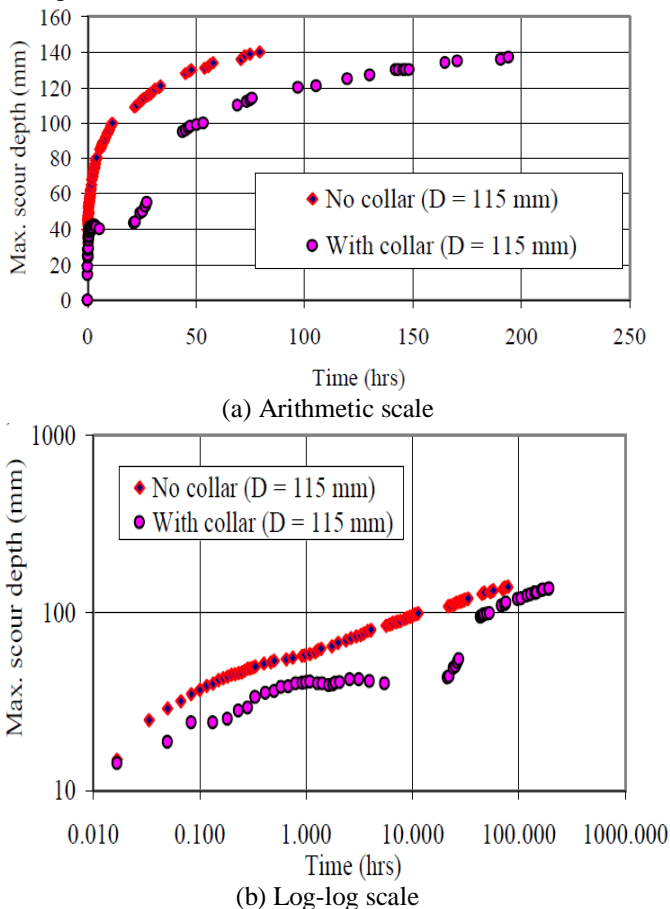 160
140
120
100
80
60
40
20
0
Max. scour depth (mm)
No collar (D = 115 mm)
With collar (D = 115 mm)
0 50 100 150 200 250
Time (hrs)
(a) Arithmetic scale
1000
100
10
Max. scour depth (mm)
No collar (D = 115 mm)
With collar (D = 115 mm)
0.010 0.100 1.000 10.000 100.000 1000.000
Time (hrs)
(b) Log-log scale